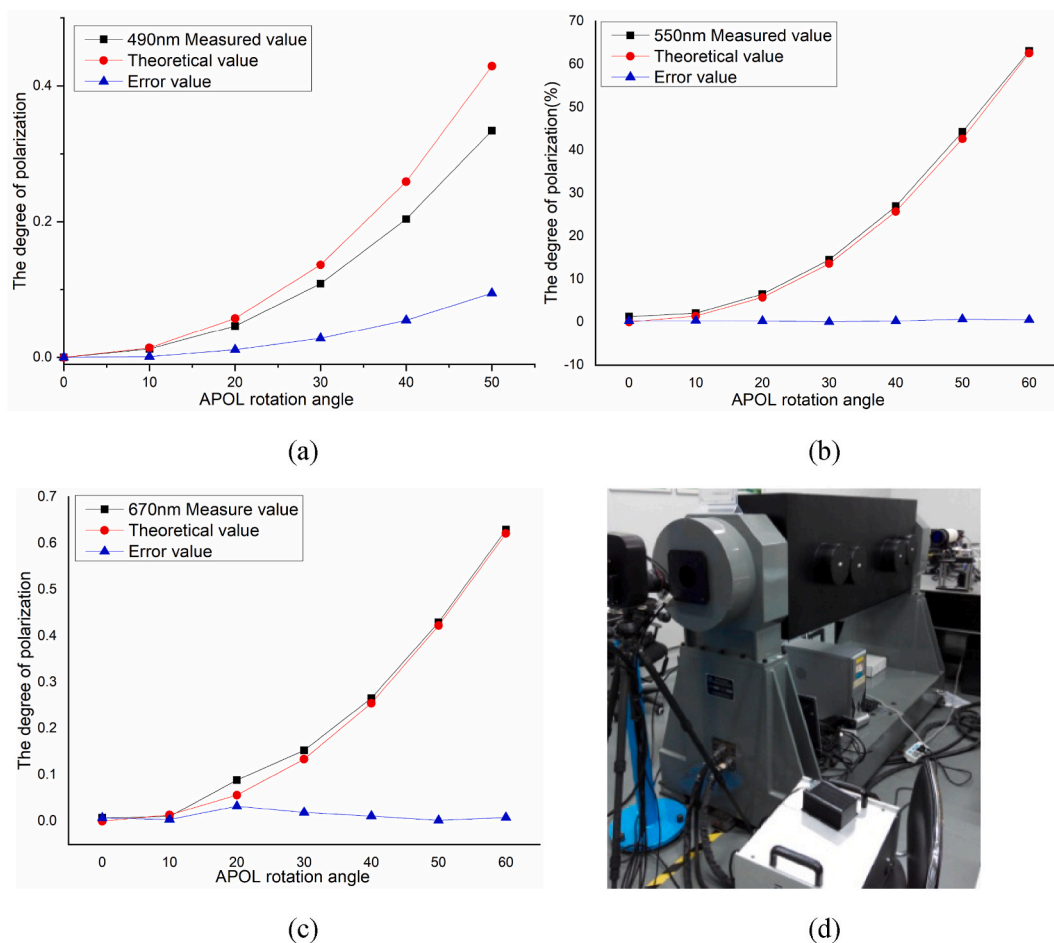 490nm Measured value
Theoretical value
Error value
The degree of polarization
0.4
0.2
0.0
0 10 20 30 40 50
APOL rotation angle
(a)
550nm Measured value
Theoretical value
Error value
The degree of polarization(%)
70
60
50
40
30
20
10
0
-10
0 10 20 30 40 50 60
APOL rotation angle
(b)
670nm Measure value
Theoretical value
Error value
The degree of polarization
0.7
0.6
0.5
0.4
0.3
0.2
0.1
0.0
0 10 20 30 40 50 60
APOL rotation angle
(c)
(d)